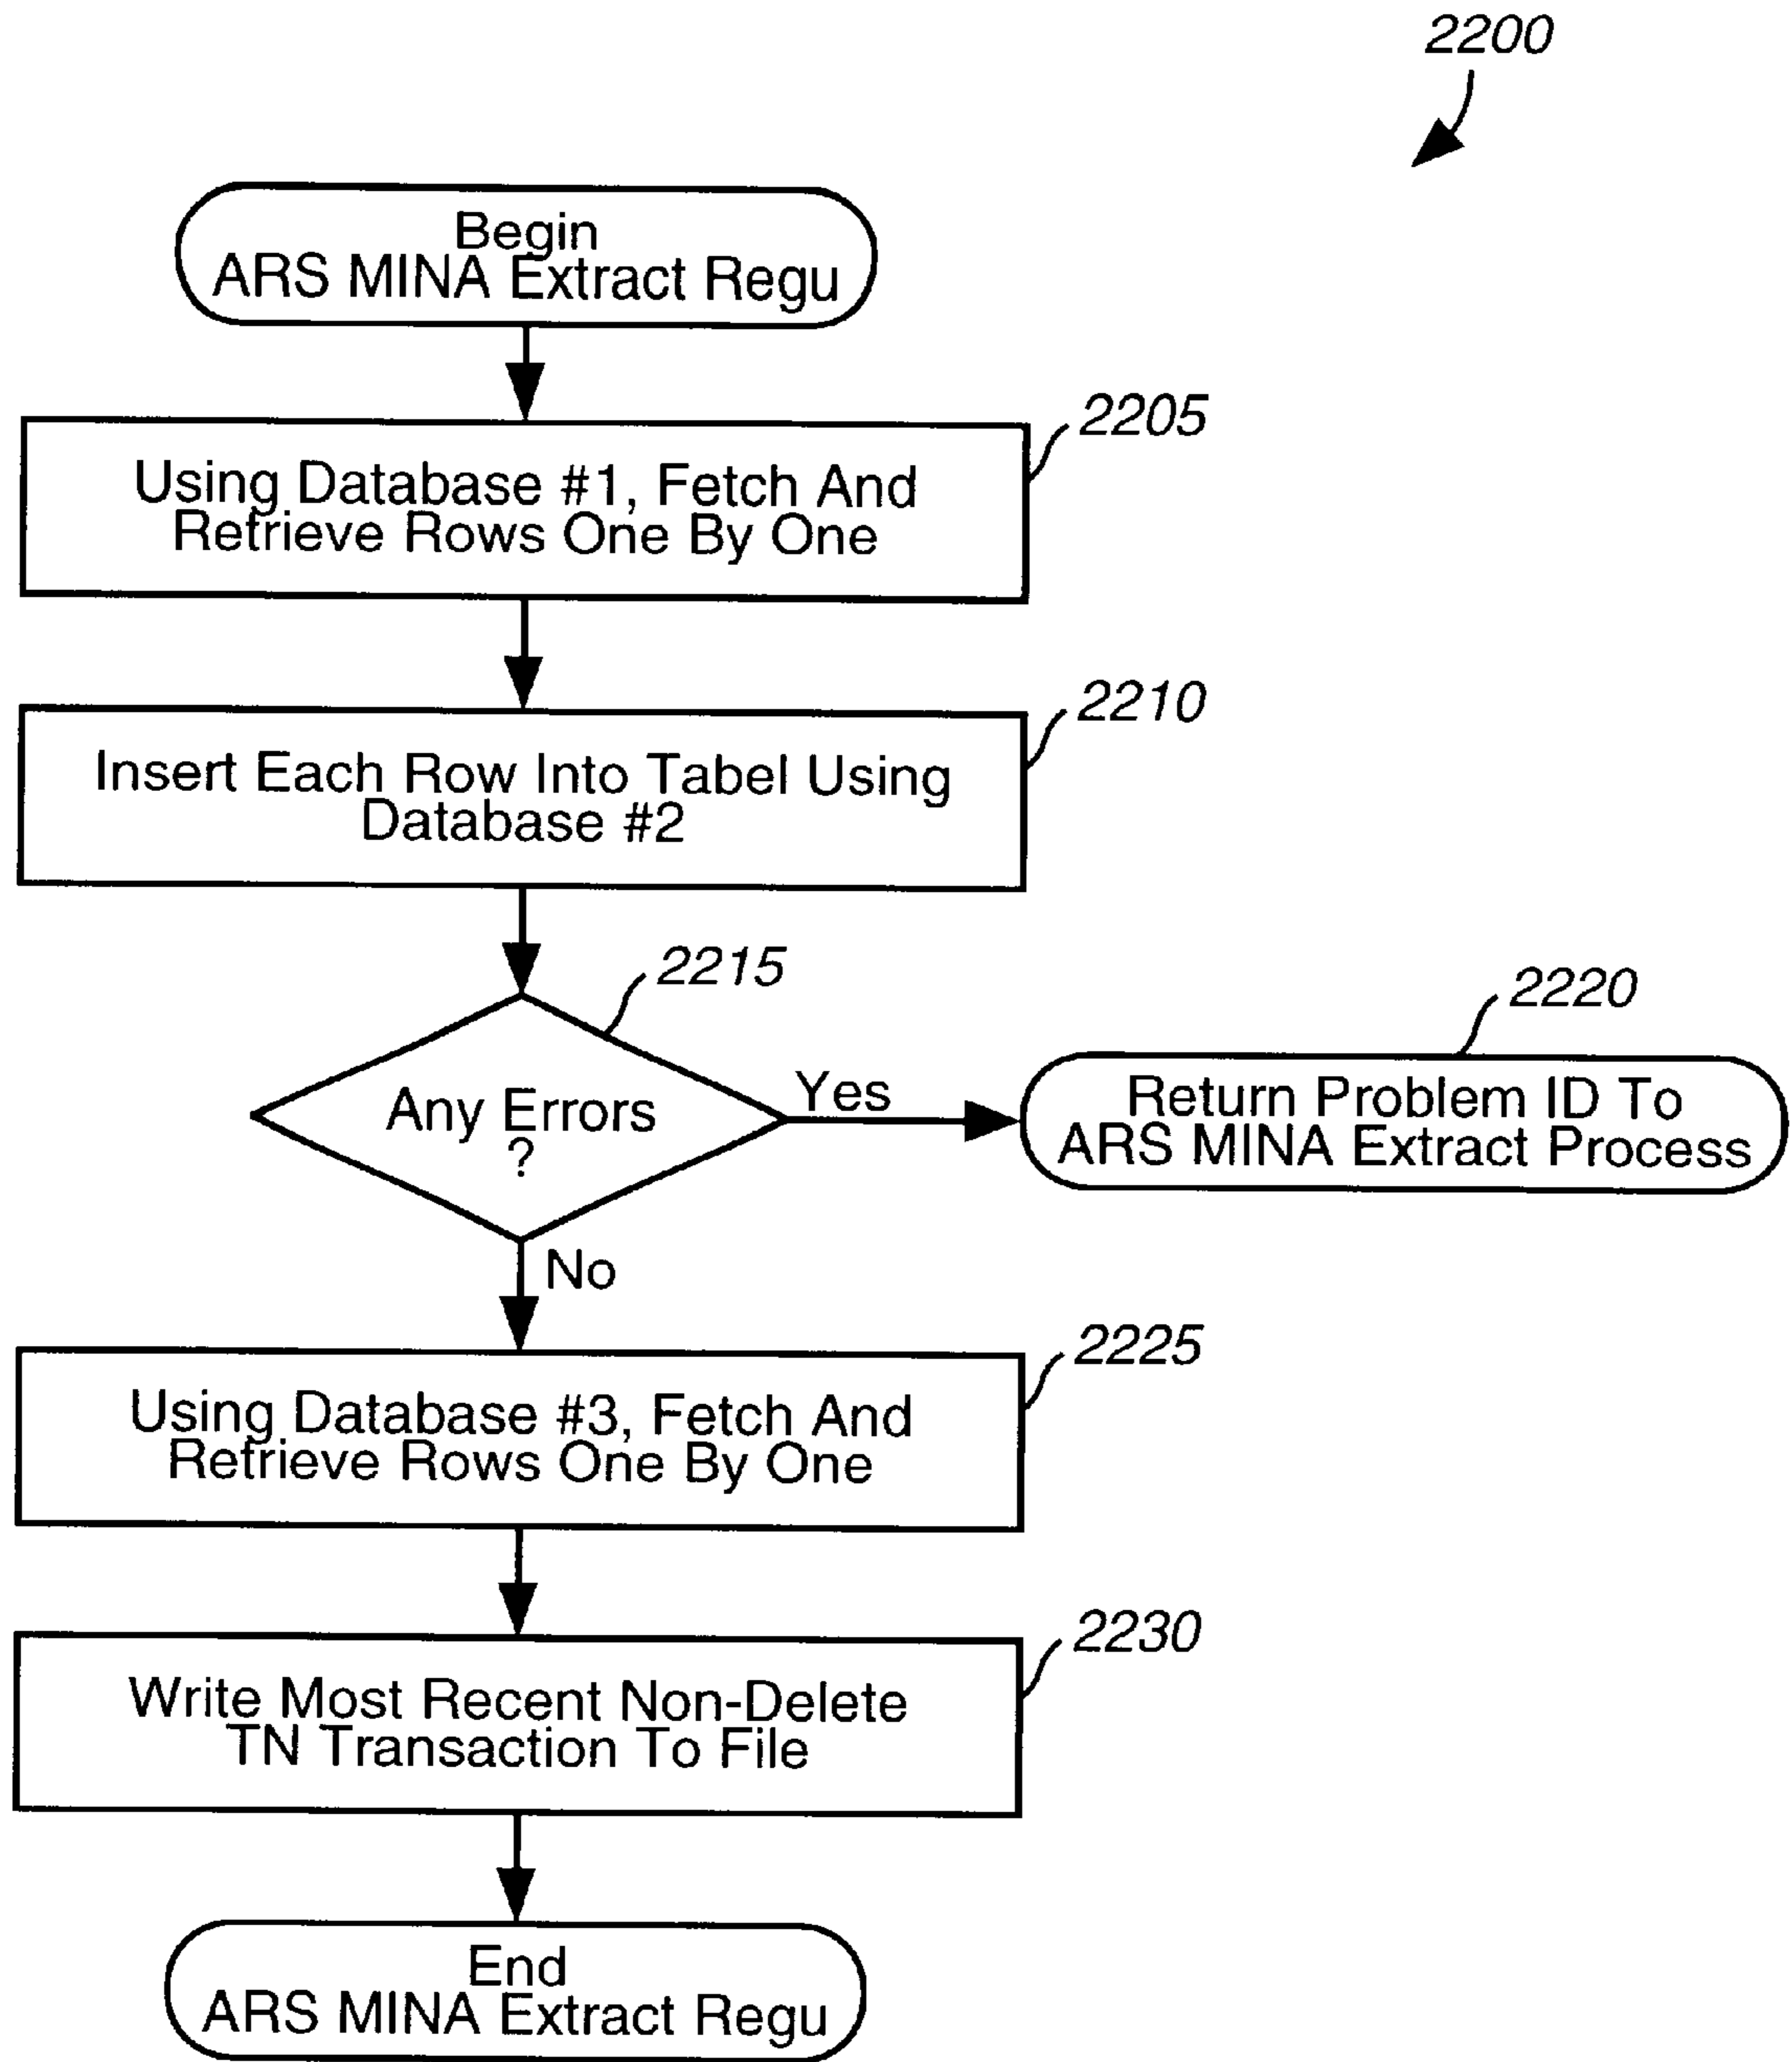 2200
Begin
ARS MINA Extract Regu
2205
Using Database #1, Fetch And
Retrieve Rows One By One
2210
Insert Each Row Into Tabel Using
Database #2
2215
Any Errors
?
Yes
2220
Return Problem ID To
ARS MINA Extract Process
No
2225
Using Database #3, Fetch And
Retrieve Rows One By One
2230
Write Most Recent Non-Delete
TN Transaction To File
End
ARS MINA Extract Regu